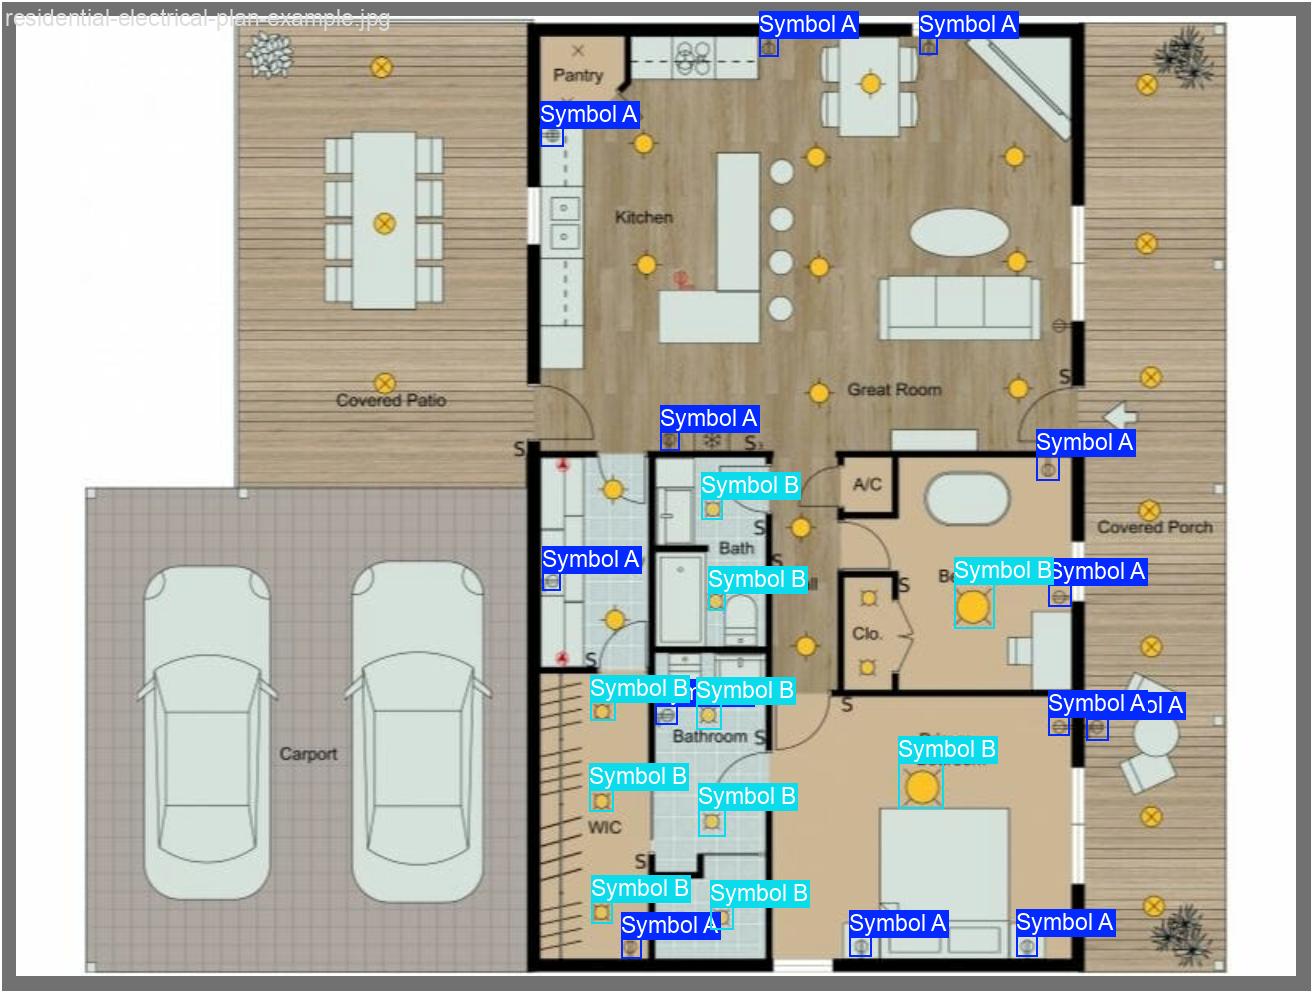 residential-electrical-plan-example.jpg
Symbol A
Symbol A
Pantry
Symbol A
Kitchen
S
Great Room
Covered Patio
Symbol A
S
S3
Symbol A
A/C
Symbol B
S
Bath
Covered Porch
Symbol A
S
Symbol B
Symbol A
Symbol B
S
Clo.
S
Symbol B
Symbol B
S
Symbol A
Bathroom
S
Carport
Symbol B
Symbol B
Symbol B
WIC
S
Symbol B
Symbol B
Symbol A
Symbol A
Symbol A